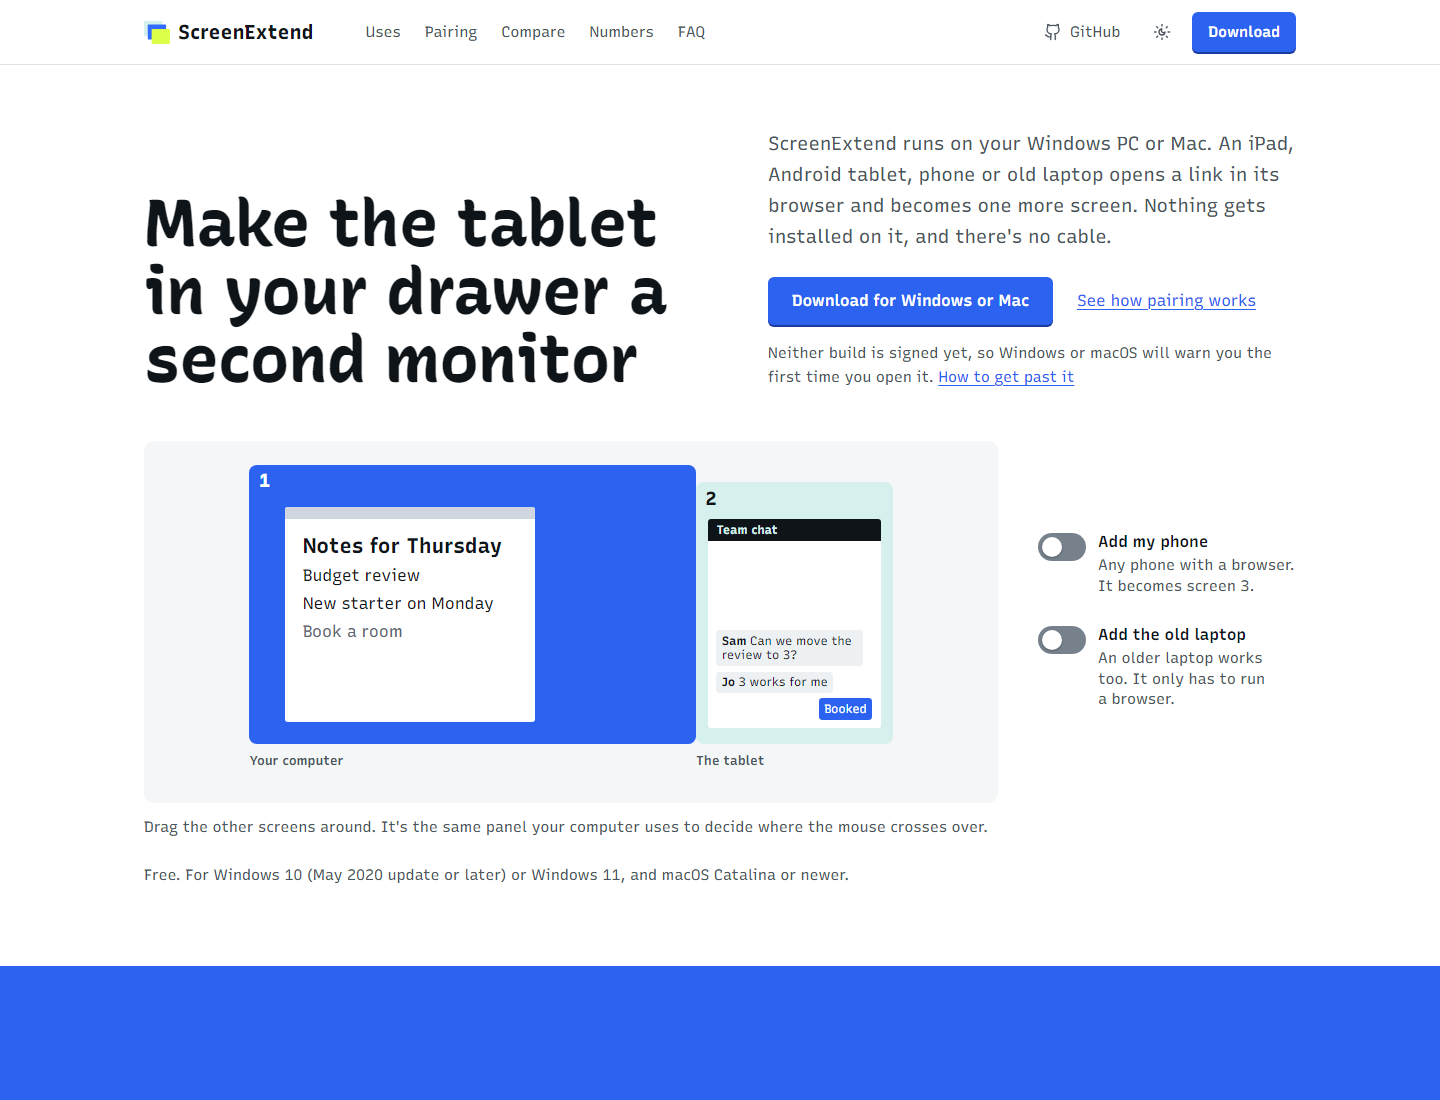 ScreenExtend
Uses
Pairing
Compare
Numbers
FAQ
GitHub
Download
Make the tablet
in your drawer a
second monitor
ScreenExtend runs on your Windows PC or Mac. An iPad,
Android tablet, phone or old laptop opens a link in its
browser and becomes one more screen. Nothing gets
installed on it, and there's no cable.
Download for Windows or Mac
See how pairing works
Neither build is signed yet, so Windows or macOS will warn you the
first time you open it. How to get past it
1
Notes for Thursday
Budget review
New starter on Monday
Book a room
Your computer
2
Team chat
Sam Can we move the
review to 3?
Jo 3 works for me
Booked
The tablet
Add my phone
Any phone with a browser.
It becomes screen 3.
Add the old laptop
An older laptop works
too. It only has to run
a browser.
Drag the other screens around. It's the same panel your computer uses to decide where the mouse crosses over.
Free. For Windows 10 (May 2020 update or later) or Windows 11, and macOS Catalina or newer.